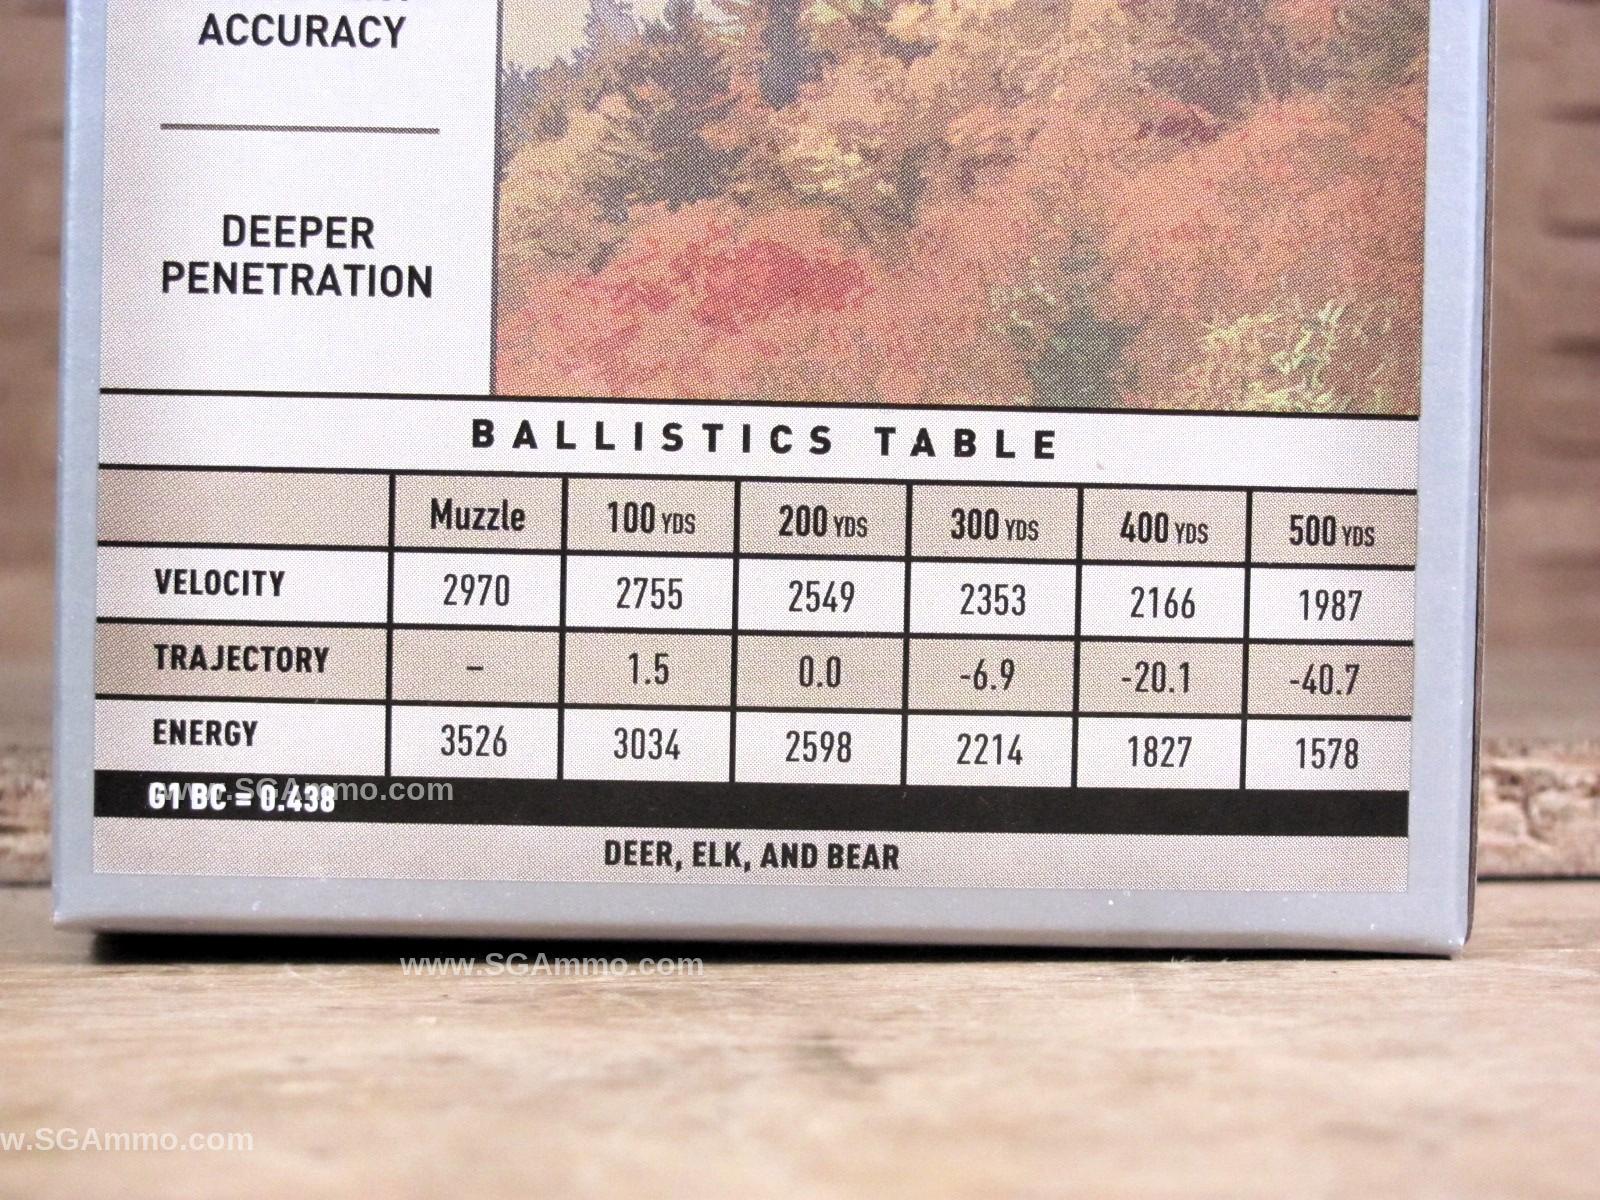 ACCURACY
DEEPER
PENETRATION
BALLISTICS TABLE
Muzzle 100 YDS 200 YDS 300 YDS 400 YDS 500 YDS
VELOCITY 2970 2755 2549 2353 2166 1987
TRAJECTORY – 1.5 0.0 -6.9 -20.1 -40.7
ENERGY 3526 3034 2598 2214 1827 1578
G1 BC = 0.438
www.SGAmmo.com
DEER, ELK, AND BEAR
www.SGAmmo.com
w.SGAmmo.com